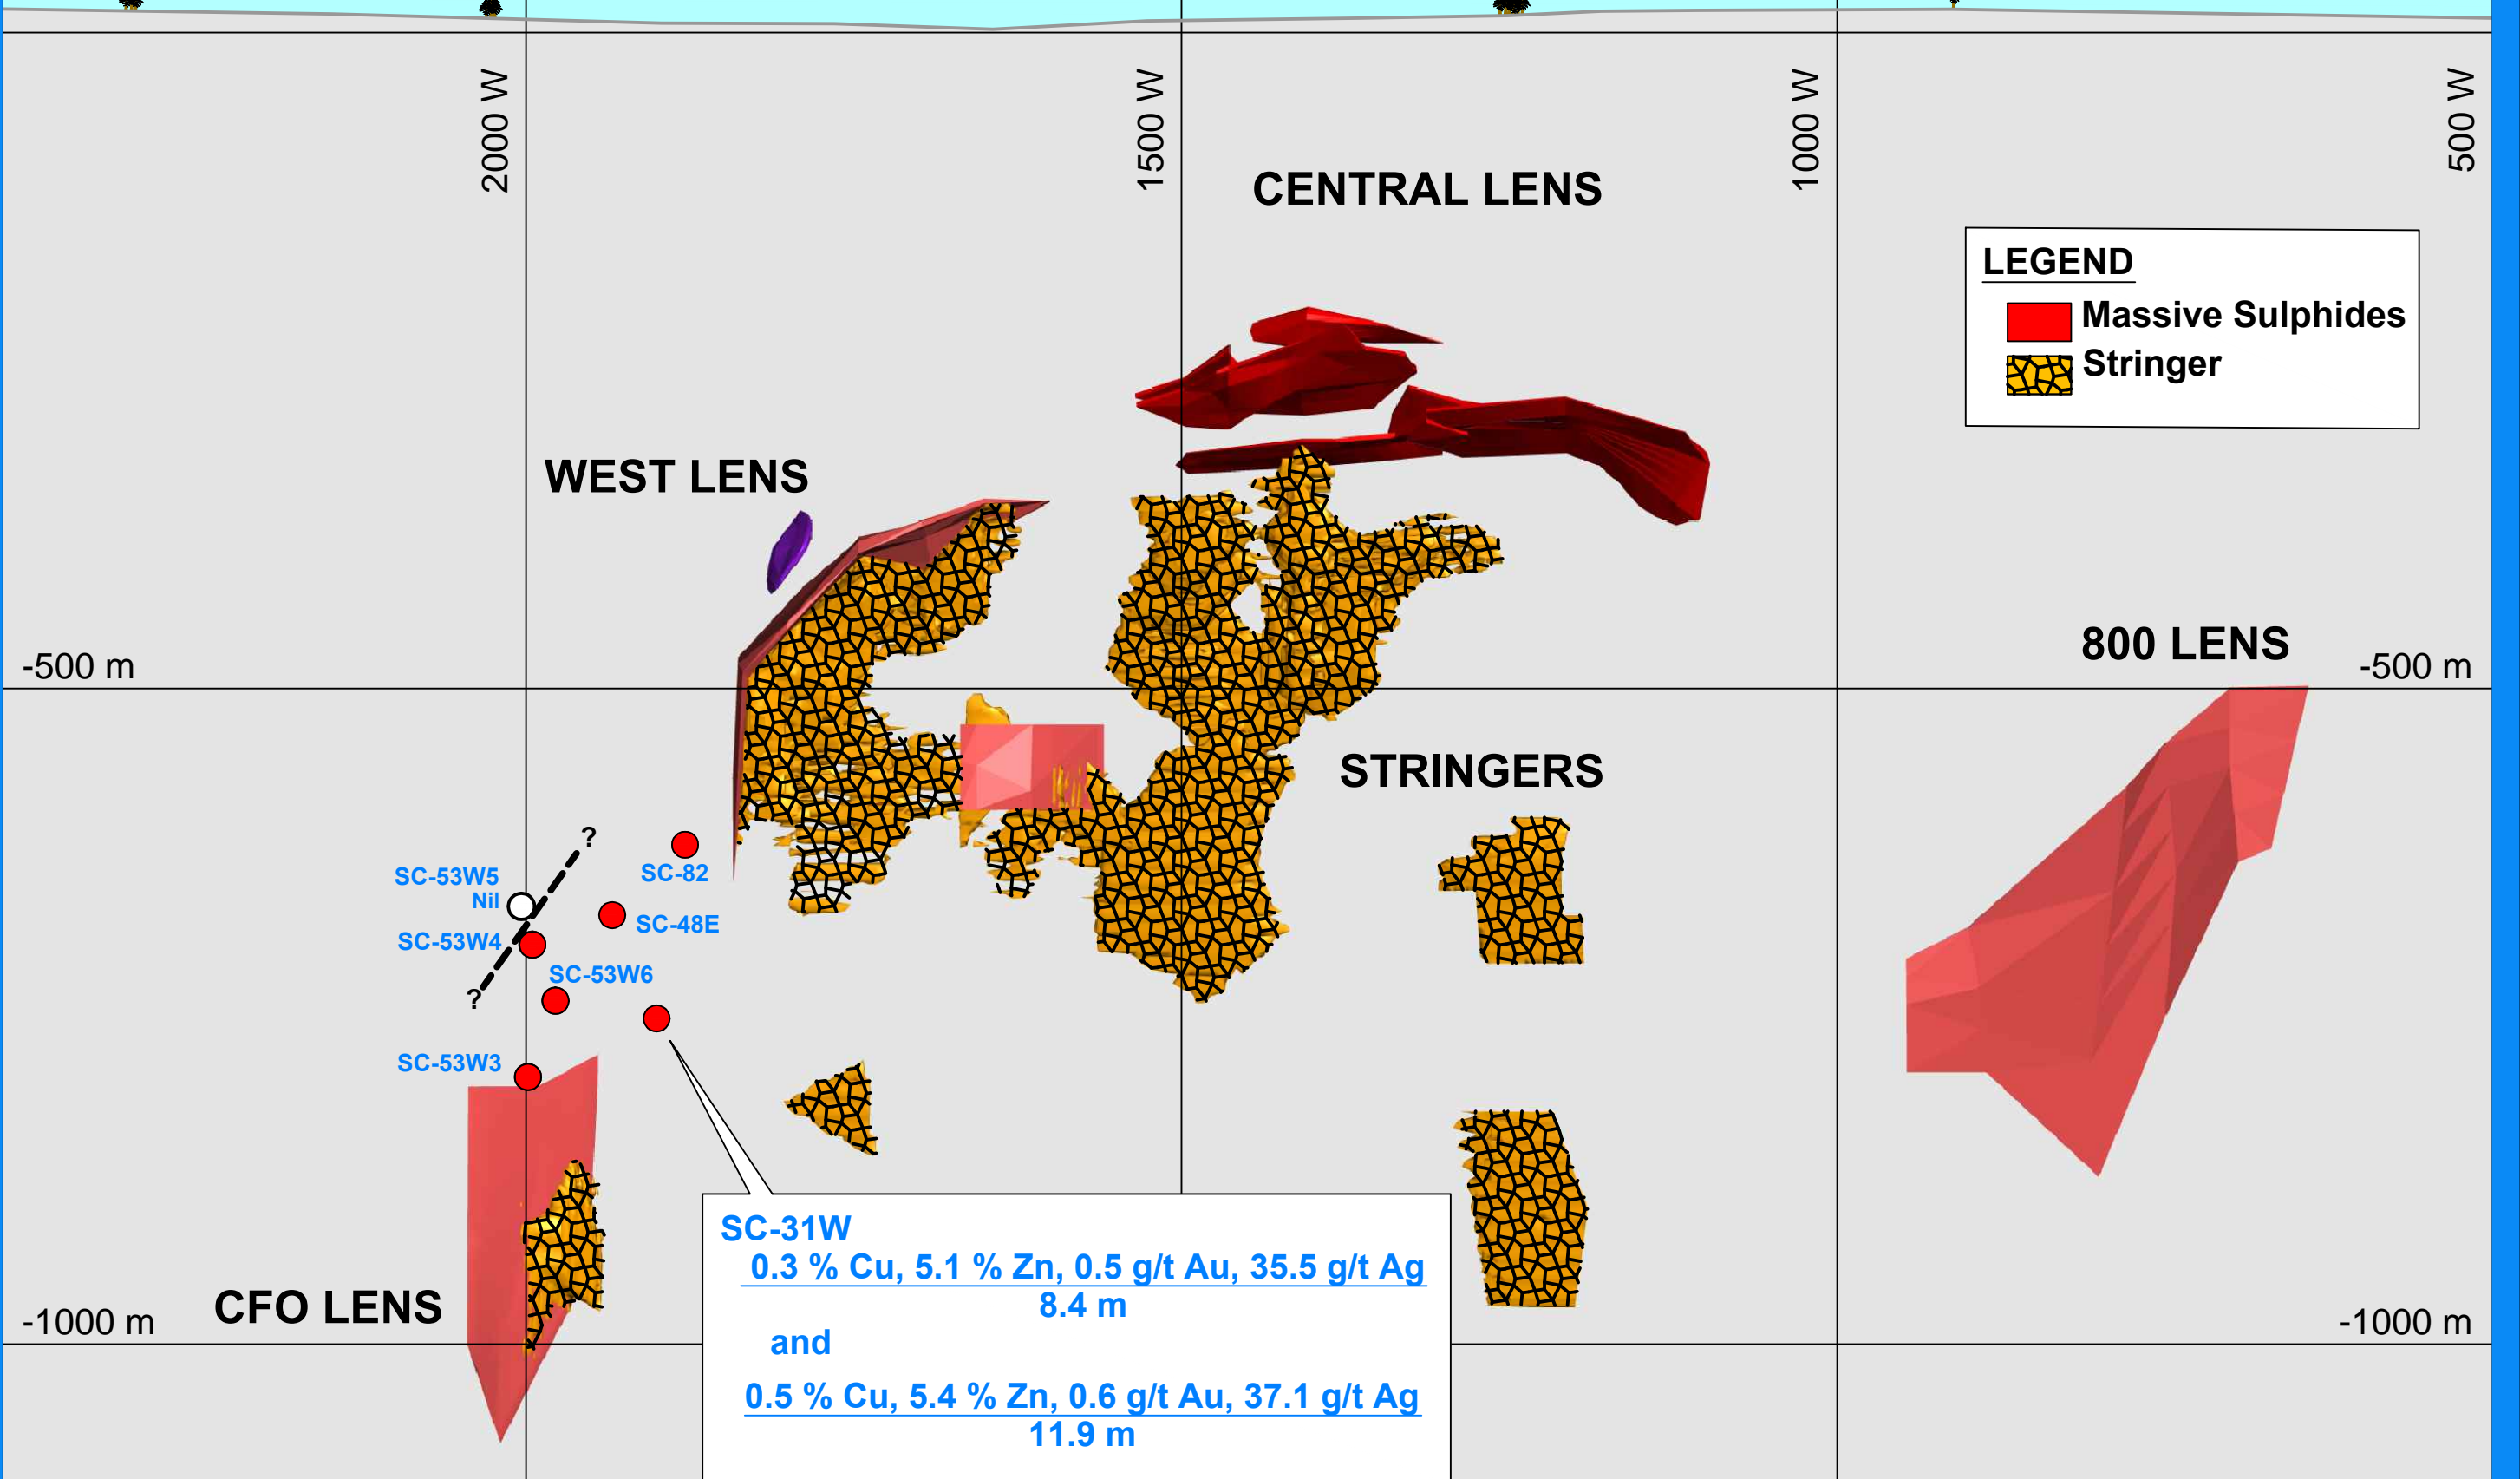 2000 W
1500 W
1000 W
500 W
CENTRAL LENS
LEGEND
Massive Sulphides
Stringer
WEST LENS
800 LENS
-500 m
-500 m
STRINGERS
?
SC-82
SC-53W5
Nil
SC-48E
SC-53W4
SC-53W6
?
SC-53W3
SC-31W
0.3 % Cu, 5.1 % Zn, 0.5 g/t Au, 35.5 g/t Ag
8.4 m
and
0.5 % Cu, 5.4 % Zn, 0.6 g/t Au, 37.1 g/t Ag
11.9 m
CFO LENS
-1000 m
-1000 m